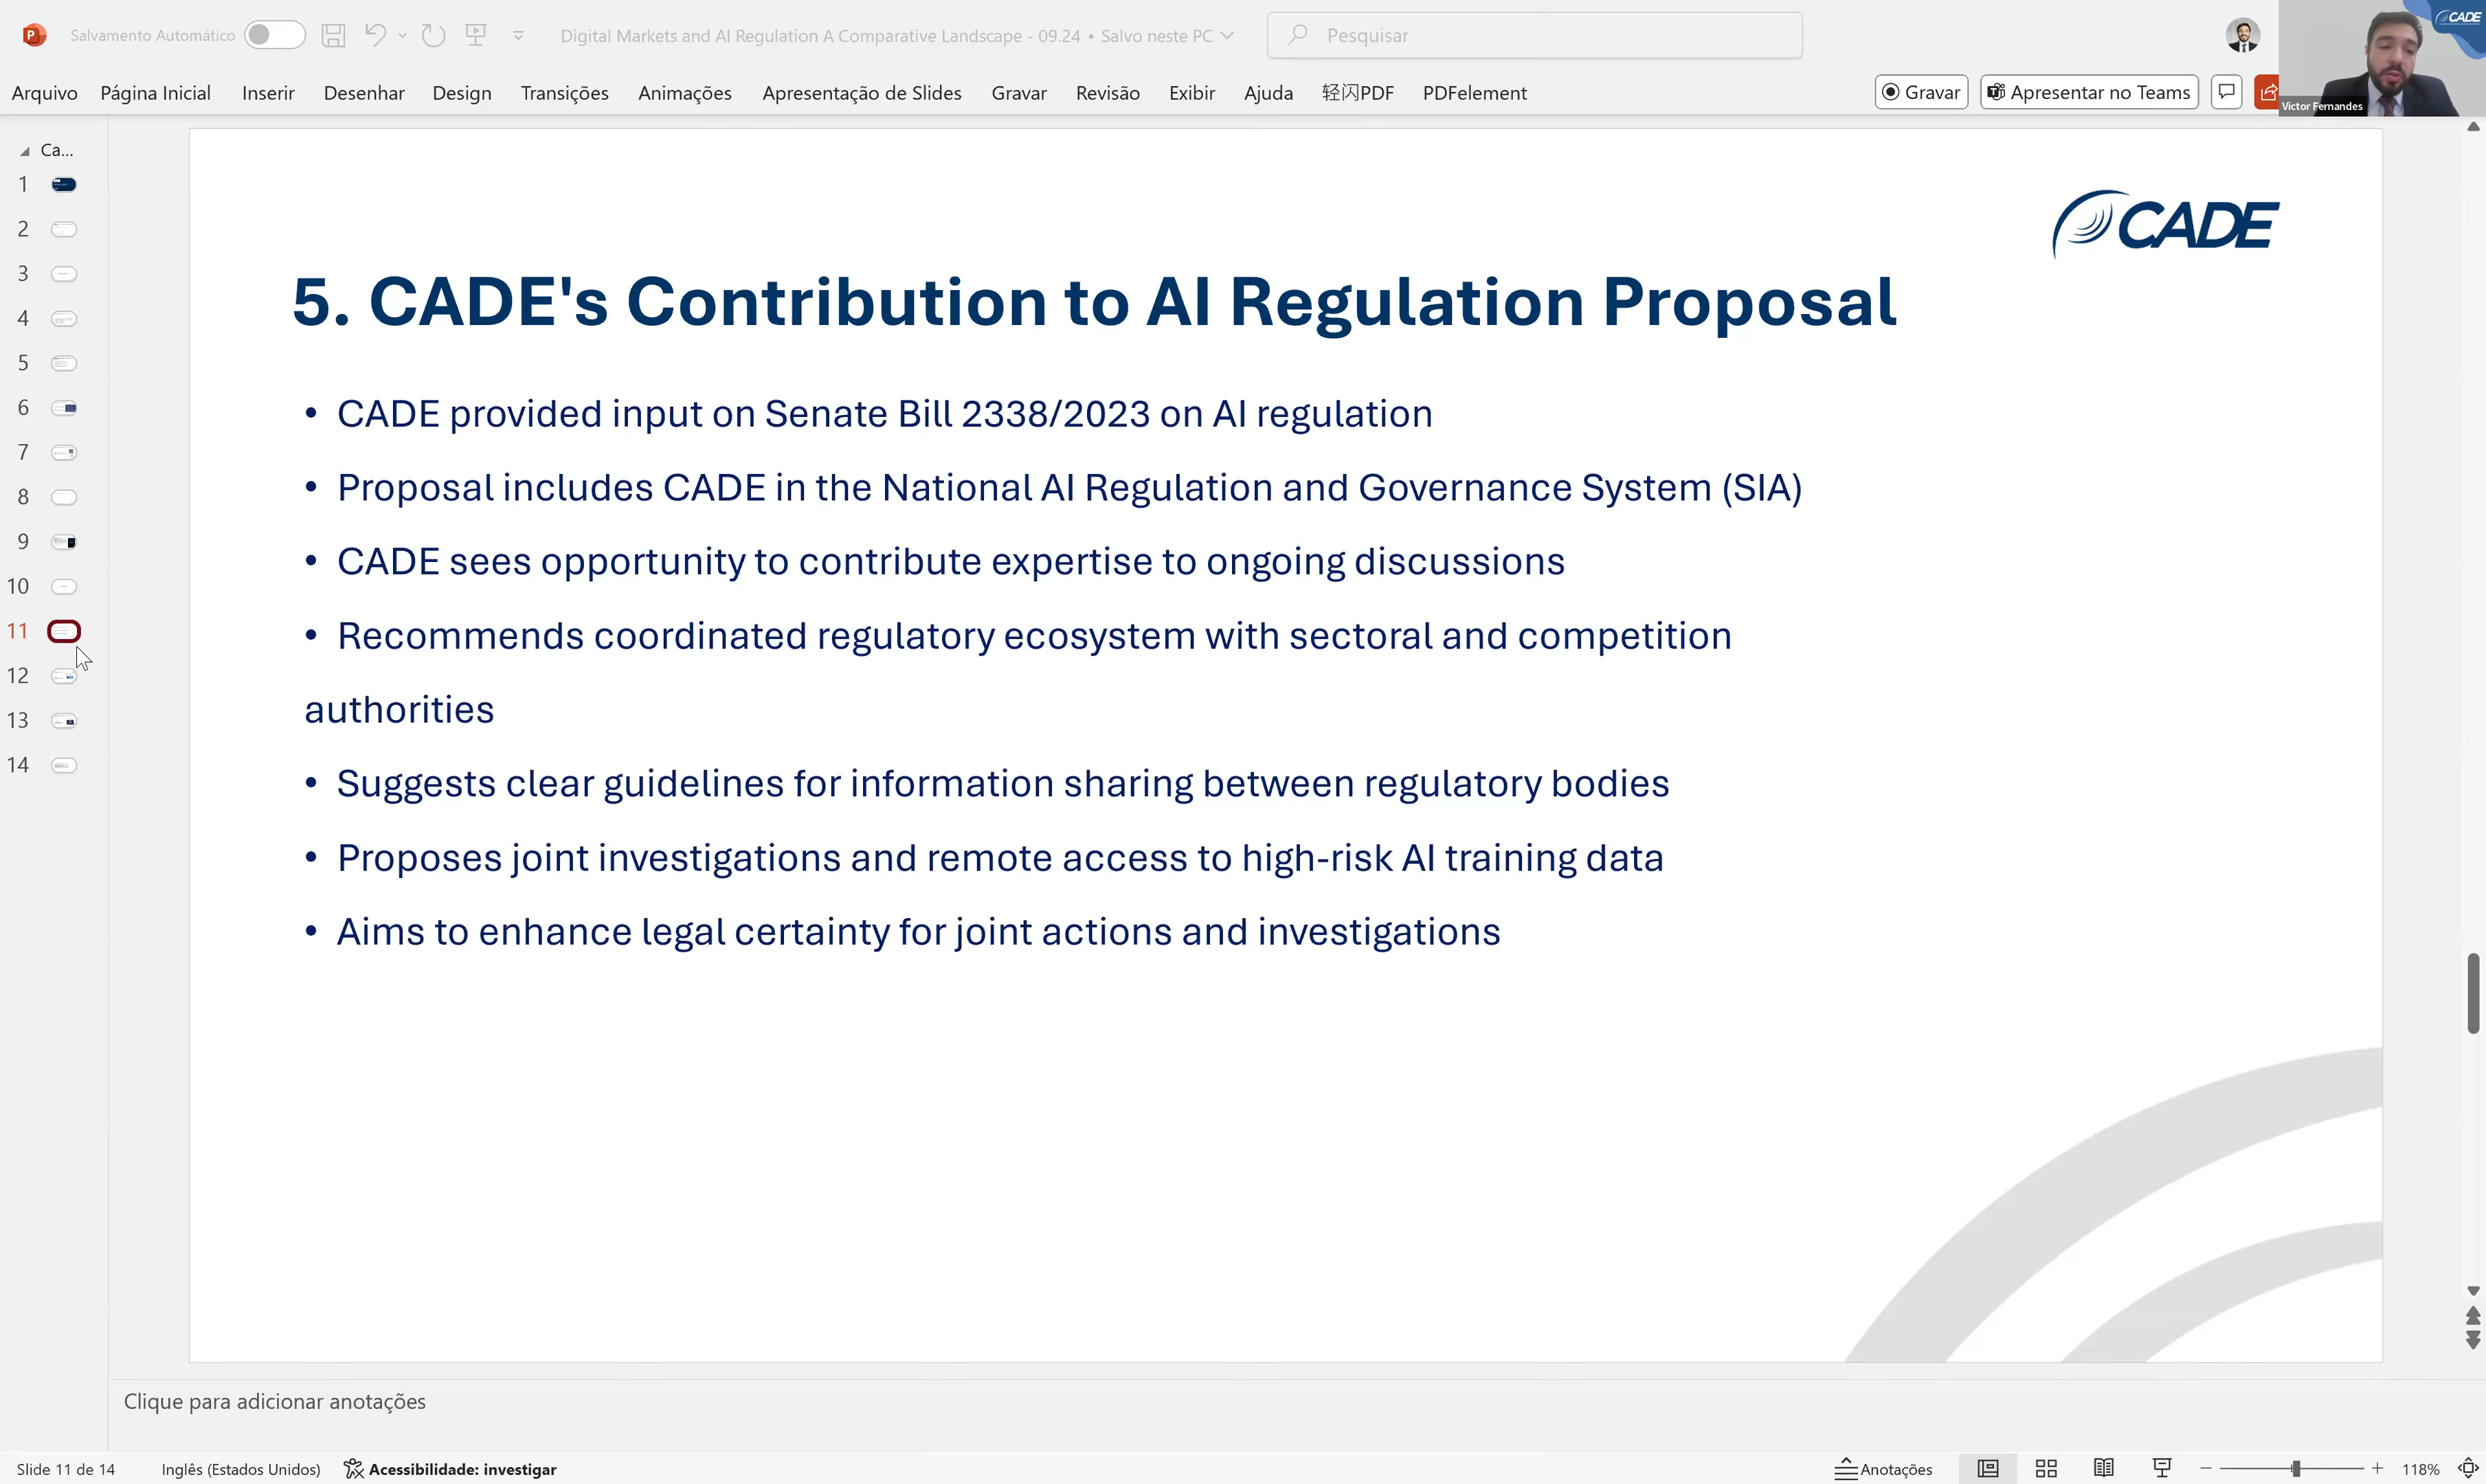 Salvamento Automático
Digital Markets and AI Regulation A Comparative Landscape - 09.24 • Salvo neste PC
Pesquisar
CADE
Arquivo Página Inicial Inserir Desenhar Design Transições Animações Apresentação de Slides Gravar Revisão Exibir Ajuda 轻闪PDF PDFelement
Gravar
Apresentar no Teams
Victor Fernandes
Ca...
1
2
3
4
5
6
7
8
9
10
11
12
13
14
CADE
5. CADE's Contribution to AI Regulation Proposal
• CADE provided input on Senate Bill 2338/2023 on AI regulation
• Proposal includes CADE in the National AI Regulation and Governance System (SIA)
• CADE sees opportunity to contribute expertise to ongoing discussions
• Recommends coordinated regulatory ecosystem with sectoral and competition
authorities
• Suggests clear guidelines for information sharing between regulatory bodies
• Proposes joint investigations and remote access to high-risk AI training data
• Aims to enhance legal certainty for joint actions and investigations
Clique para adicionar anotações
Slide 11 de 14 Inglês (Estados Unidos) Acessibilidade: investigar
Anotações
118%